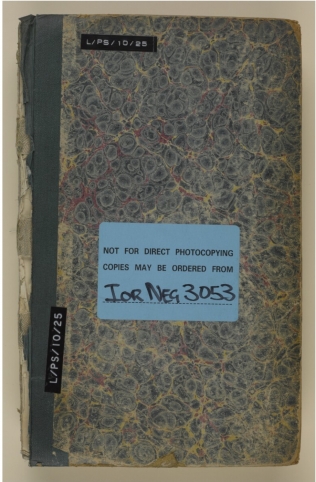 L/PS/10/25
NOT FOR DIRECT PHOTOCOPYING
COPIES MAY BE ORDERED FROM
IOR NEG 3053
L/PS/10/25